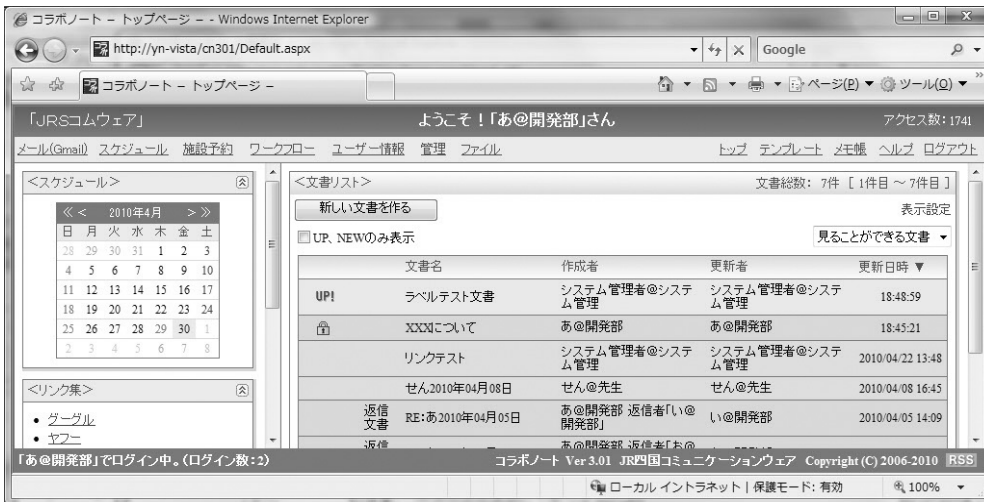 コラボノート － トップページ － - Windows Internet Explorer
http://yn-vista/cn301/Default.aspx
Google
コラボノート － トップページ －
ページ(P) ツール(O)
「JRSコムウェア」 ようこそ！「あ@開発部」さん アクセス数：1741
メール(Gmail) スケジュール 施設予約 ワークフロー ユーザー情報 管理 ファイル トップ テンプレート メモ帳 ヘルプ ログアウト
＜スケジュール＞
≪ ＜ 2010年4月 ＞ ≫
日 月 火 水 木 金 土
28 29 30 31 1 2 3
4 5 6 7 8 9 10
11 12 13 14 15 16 17
18 19 20 21 22 23 24
25 26 27 28 29 30 1
2 3 4 5 6 7 8
＜リンク集＞
• グーグル
• ヤフー
＜文書リスト＞ 文書総数： 7件 ［ 1件目 ～ 7件目 ］
新しい文書を作る 表示設定
UP、NEWのみ表示 見ることができる文書 ▼
文書名 作成者 更新者 更新日時 ▼
UP! ラベルテスト文書 システム管理者@システム管理 システム管理者@システム管理 18:48:59
XXXについて あ@開発部 あ@開発部 18:45:21
リンクテスト システム管理者@システム管理 システム管理者@システム管理 2010/04/22 13:48
せん2010年04月08日 せん@先生 せん@先生 2010/04/08 16:45
返信文書 RE:あ2010年04月05日 あ@開発部 返信者「い@開発部」 い@開発部 2010/04/05 14:09
返信 あ@開発部 返信者「お@
「あ@開発部」でログイン中。（ログイン数：2） コラボノート Ver 3.01 JR四国コミュニケーションウェア Copyright (C) 2006-2010 RSS
ローカル イントラネット | 保護モード: 有効 100%